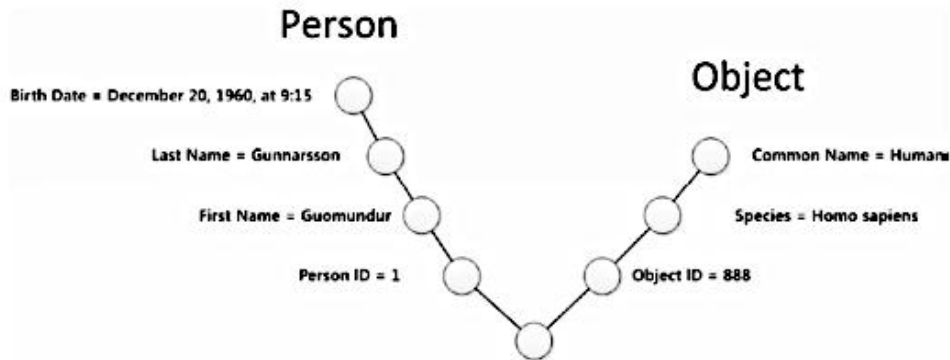 Person
Object
Birth Date = December 20, 1960, at 9:15
Last Name = Gunnarsson
Common Name = Human
First Name = Guomundur
Species = Homo sapiens
Person ID = 1
Object ID = 888